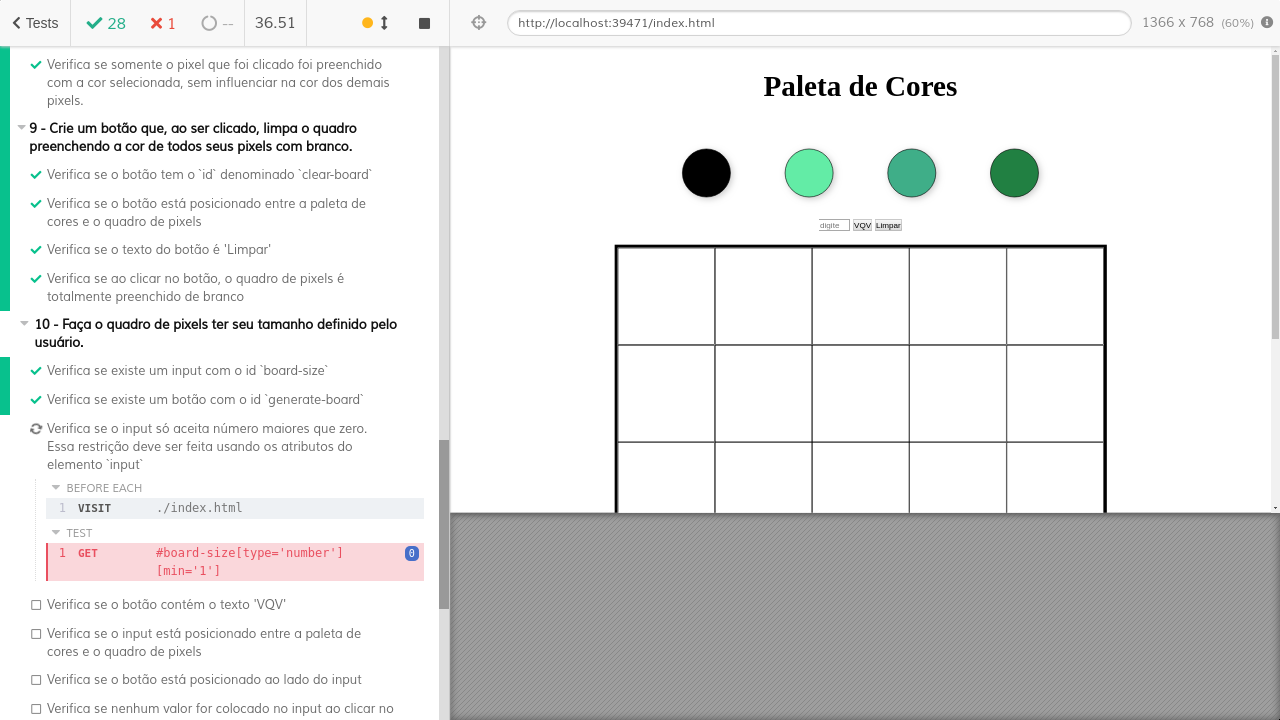 Tests
28
1
--
36.51
http://localhost:39471/index.html
1366 x 768 (60%)
Verifica se somente o pixel que foi clicado foi preenchido
com a cor selecionada, sem influenciar na cor dos demais
pixels.
9 - Crie um botão que, ao ser clicado, limpa o quadro
preenchendo a cor de todos seus pixels com branco.
Verifica se o botão tem o `id` denominado `clear-board`
Verifica se o botão está posicionado entre a paleta de
cores e o quadro de pixels
Verifica se o texto do botão é 'Limpar'
Verifica se ao clicar no botão, o quadro de pixels é
totalmente preenchido de branco
10 - Faça o quadro de pixels ter seu tamanho definido pelo
usuário.
Verifica se existe um input com o id `board-size`
Verifica se existe um botão com o id `generate-board`
Verifica se o input só aceita número maiores que zero.
Essa restrição deve ser feita usando os atributos do
elemento `input`
BEFORE EACH
1 VISIT ./index.html
TEST
1 GET #board-size[type='number'] 0
[min='1']
Verifica se o botão contém o texto 'VQV'
Verifica se o input está posicionado entre a paleta de
cores e o quadro de pixels
Verifica se o botão está posicionado ao lado do input
Verifica se nenhum valor for colocado no input ao clicar no
Paleta de Cores
digite VQV Limpar